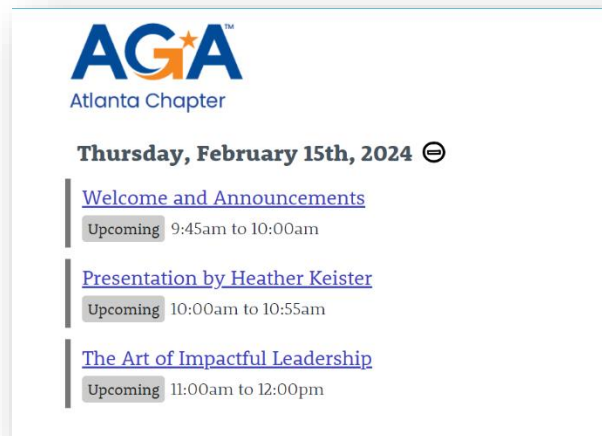 AGA™
Atlanta Chapter
Thursday, February 15th, 2024
Welcome and Announcements
Upcoming 9:45am to 10:00am
Presentation by Heather Keister
Upcoming 10:00am to 10:55am
The Art of Impactful Leadership
Upcoming 11:00am to 12:00pm